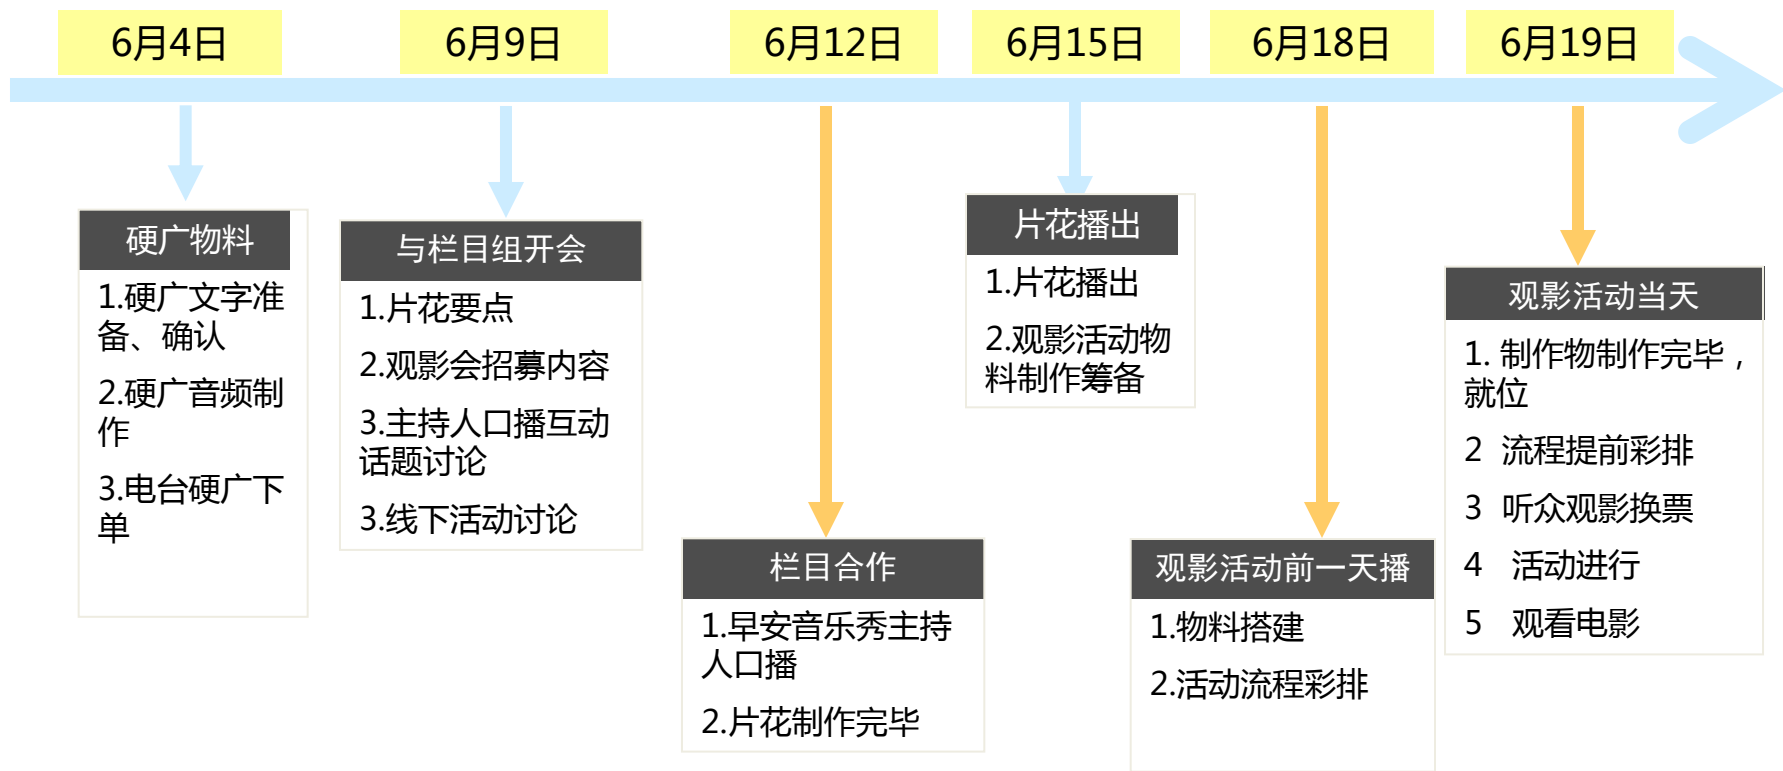 6月4日
6月9日
6月12日
6月15日
6月18日
6月19日
硬广物料
1.硬广文字准
备、确认
2.硬广音频制
作
3.电台硬广下
单
与栏目组开会
1.片花要点
2.观影会招募内容
3.主持人口播互动
话题讨论
3.线下活动讨论
栏目合作
1.早安音乐秀主持
人口播
2.片花制作完毕
片花播出
1.片花播出
2.观影活动物
料制作筹备
观影活动前一天播
1.物料搭建
2.活动流程彩排
观影活动当天
1. 制作物制作完毕，
就位
2 流程提前彩排
3 听众观影换票
4 活动进行
5 观看电影